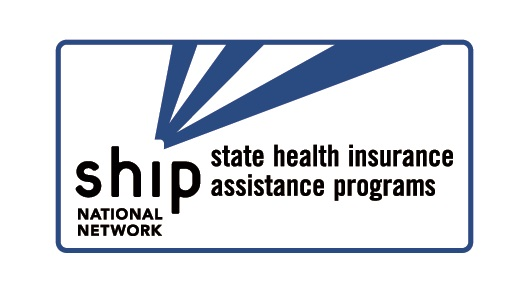 ship
state health insurance
assistance programs
NATIONAL
NETWORK